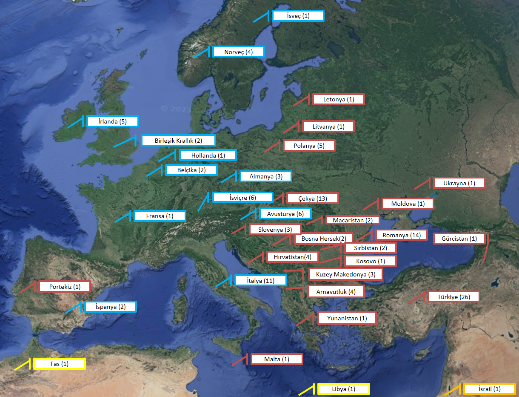 İsveç (1)
Norveç (4)
Letonya (1)
İrlanda (5)
Litvanya (1)
Birleşik Krallık (2)
Polonya (5)
Hollanda (1)
Belçika (2)
Almanya (3)
Ukrayna (1)
İsviçre (6)
Çekya (13)
Moldova (1)
Fransa (1)
Avusturya (6)
Macaristan (2)
Slovenya (3)
Bosna Hersek(2)
Romanya (14)
Gürcistan (1)
Sırbistan (2)
Hırvatistan(4)
Kosovo (1)
Kuzey Makedonya (3)
İtalya (11)
Portekiz (1)
Arnavutluk (4)
Türkiye (26)
İspanya (2)
Yunanistan (1)
Malta (1)
Fas (1)
Libya (1)
İsrail (1)